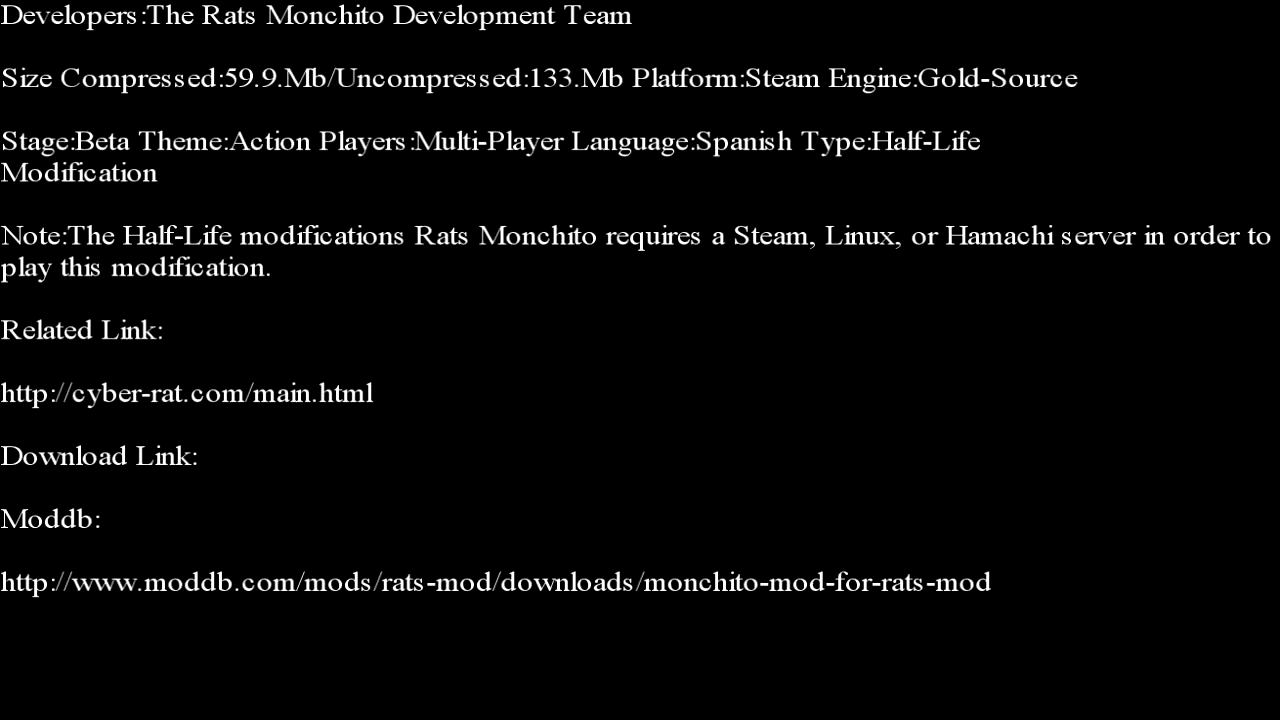 Developers:The Rats Monchito Development Team
Size Compressed:59.9.Mb/Uncompressed:133.Mb Platform:Steam Engine:Gold-Source
Stage:Beta Theme:Action Players:Multi-Player Language:Spanish Type:Half-Life
Modification
Note:The Half-Life modifications Rats Monchito requires a Steam, Linux, or Hamachi server in order to
play this modification.
Related Link:
http://cyber-rat.com/main.html
Download Link:
Moddb:
http://www.moddb.com/mods/rats-mod/downloads/monchito-mod-for-rats-mod